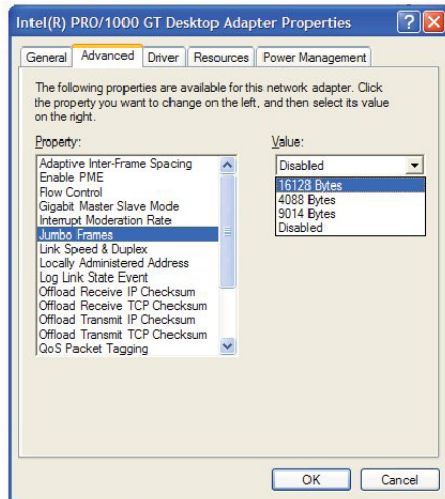 Intel(R) PRO/1000 GT Desktop Adapter Properties
General Advanced Driver Resources Power Management
The following properties are available for this network adapter. Click
the property you want to change on the left, and then select its value
on the right.
Property:
Adaptive Inter-Frame Spacing
Enable PME
Flow Control
Gigabit Master Slave Mode
Interrupt Moderation Rate
Jumbo Frames
Link Speed & Duplex
Locally Administered Address
Log Link State Event
Offload Receive IP Checksum
Offload Receive TCP Checksum
Offload Transmit IP Checksum
Offload Transmit TCP Checksum
QoS Packet Tagging
Value:
Disabled
16128 Bytes
4088 Bytes
9014 Bytes
Disabled
OK Cancel